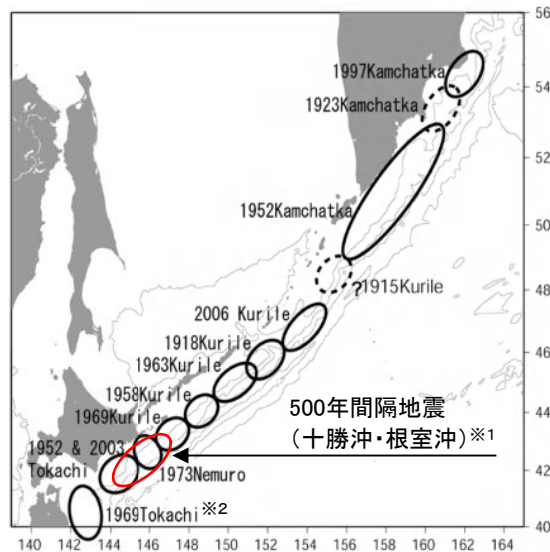 56
1997Kamchatka
54
1923Kamchatka
52
1952Kamchatka
50
48
?1915Kurile
2006 Kurile
46
1918Kurile
1963Kurile
1958Kurile
44
1969Kurile
500年間隔地震
(十勝沖・根室沖)※1
1952 & 2003
Tokachi
1973Nemuro
42
1969Tokachi※2
40
140 142 144 146 148 150 152 154 156 158 160 162 164